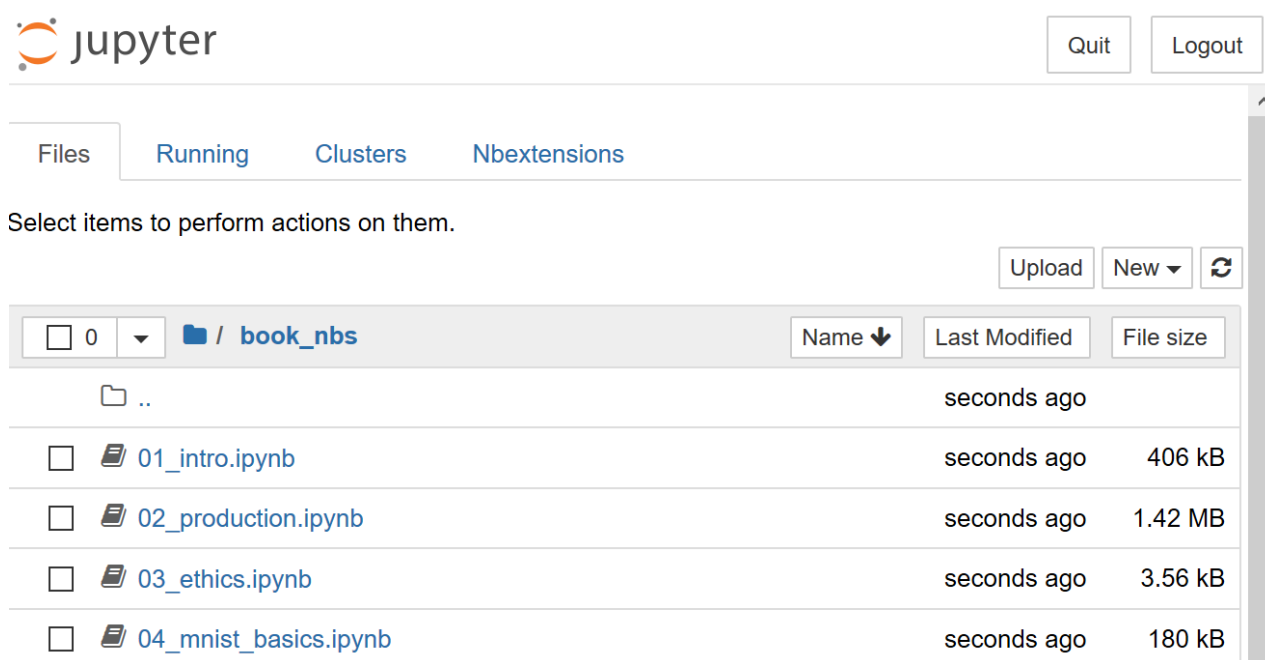 jupyter Quit Logout
Files Running Clusters Nbextensions
Select items to perform actions on them.
Upload New
0 / book_nbs Name Last Modified File size
.. seconds ago
01_intro.ipynb seconds ago 406 kB
02_production.ipynb seconds ago 1.42 MB
03_ethics.ipynb seconds ago 3.56 kB
04_mnist_basics.ipynb seconds ago 180 kB